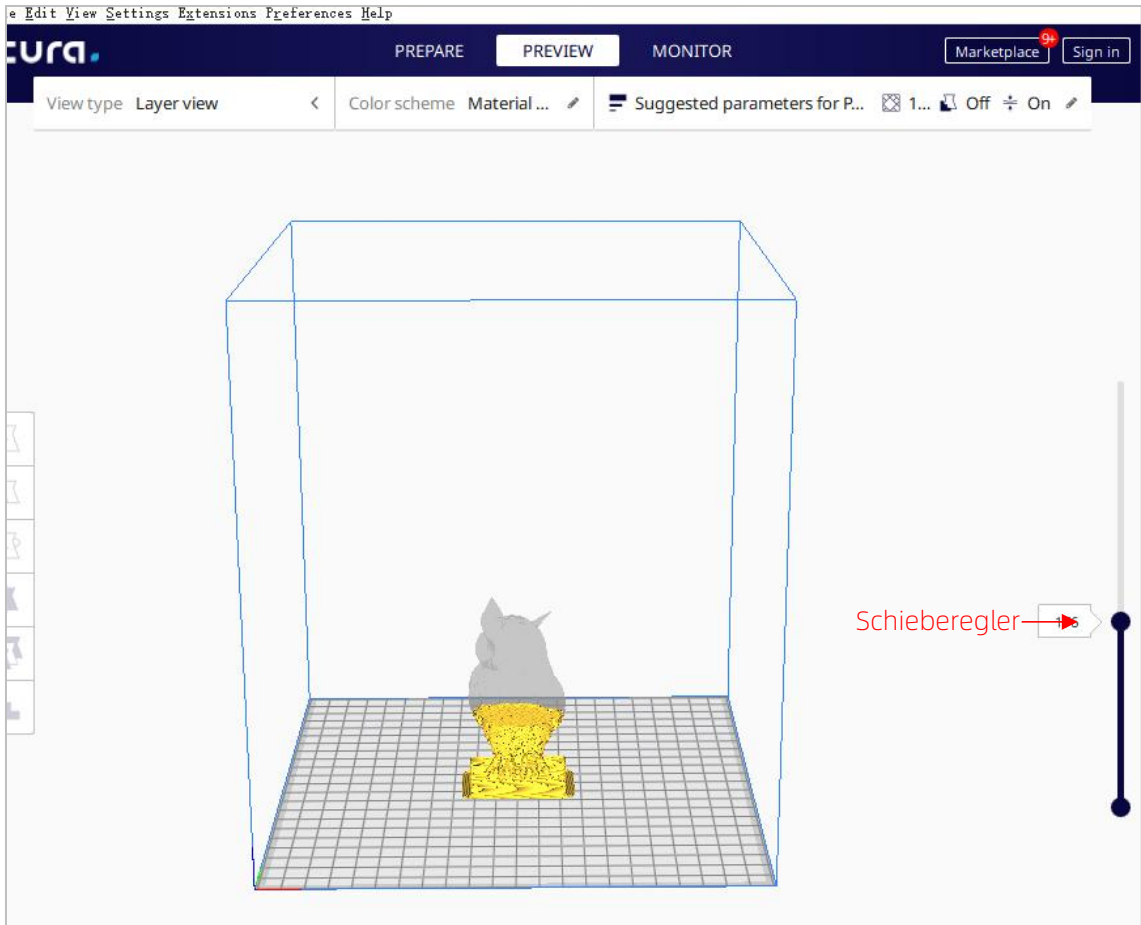 e Edit View Settings Extensions Preferences Help
cura.
PREPARE PREVIEW MONITOR
Marketplace 9+ Sign in
View type Layer view Color scheme Material ... Suggested parameters for P... 1... Off On
Schieberegler